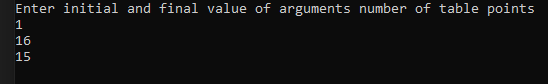 Enter initial and final value of arguments number of table points
1
16
15